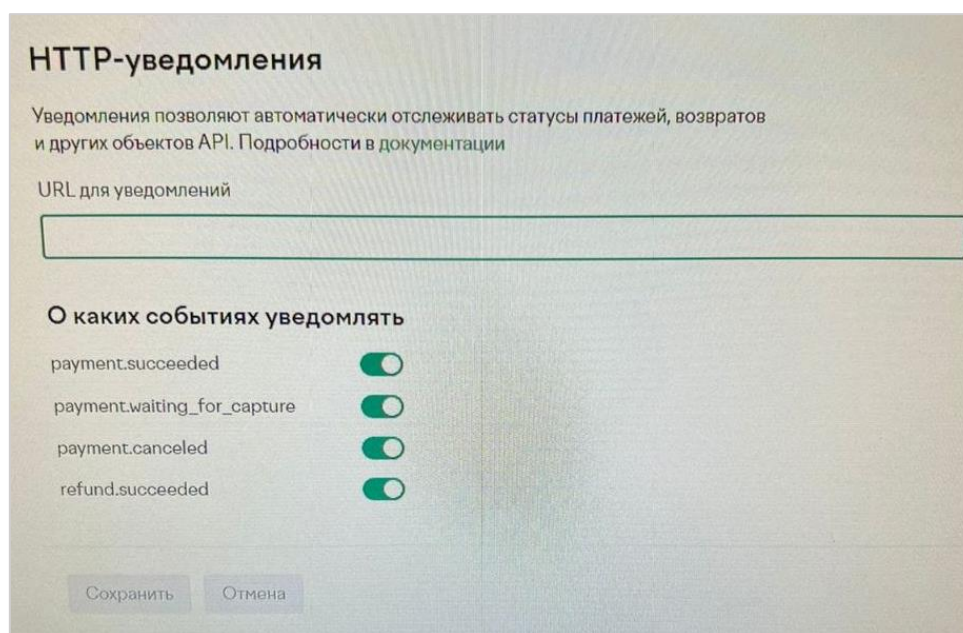 HTTP-уведомления
Уведомления позволяют автоматически отслеживать статусы платежей, возвратов
и других объектов API. Подробности в документации
URL для уведомлений
О каких событиях уведомлять
payment.succeeded
payment.waiting_for_capture
payment.canceled
refund.succeeded
Сохранить Отмена